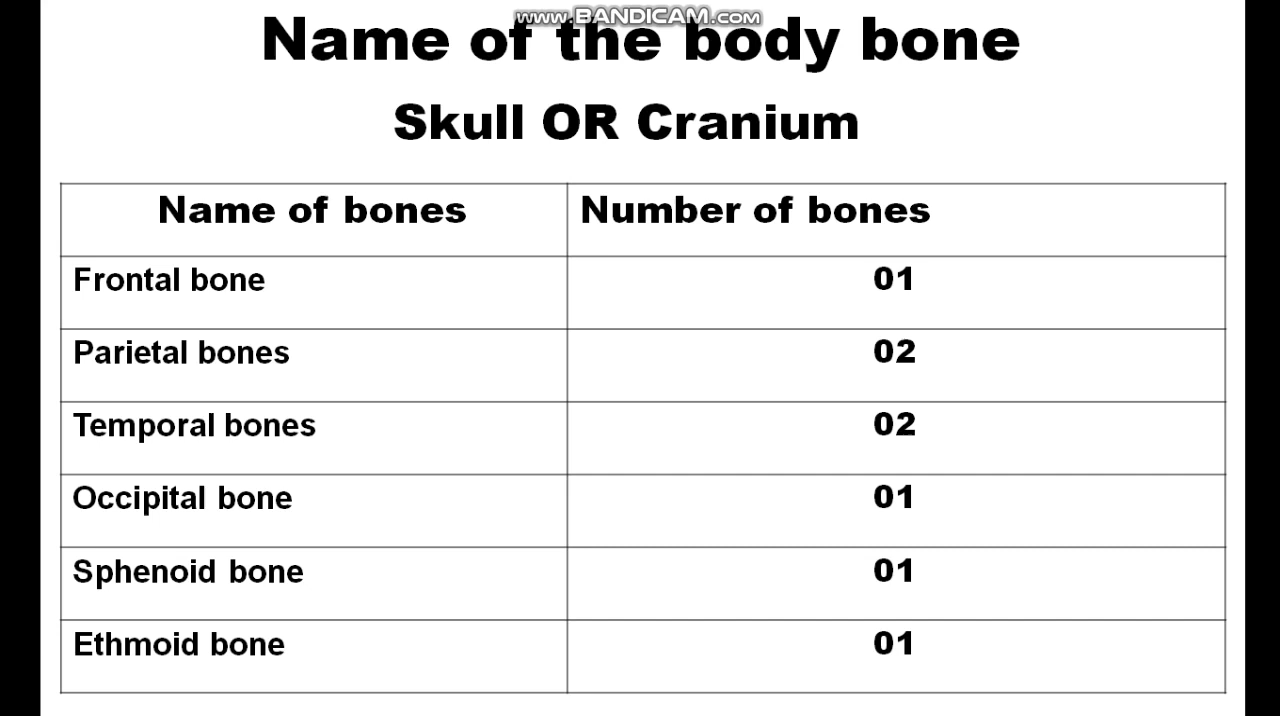 www.BANDICAM.com
Name of the body bone
Skull OR Cranium
Name of bones Number of bones
Frontal bone 01
Parietal bones 02
Temporal bones 02
Occipital bone 01
Sphenoid bone 01
Ethmoid bone 01